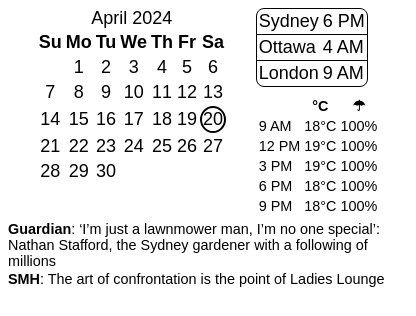 April 2024
Su Mo Tu We Th Fr Sa
1 2 3 4 5 6
7 8 9 10 11 12 13
14 15 16 17 18 19 20
21 22 23 24 25 26 27
28 29 30
Sydney 6 PM
Ottawa 4 AM
London 9 AM
°C ☂
9 AM 18°C 100%
12 PM 19°C 100%
3 PM 19°C 100%
6 PM 18°C 100%
9 PM 18°C 100%
Guardian: ‘I’m just a lawnmower man, I’m no one special’:
Nathan Stafford, the Sydney gardener with a following of
millions
SMH: The art of confrontation is the point of Ladies Lounge